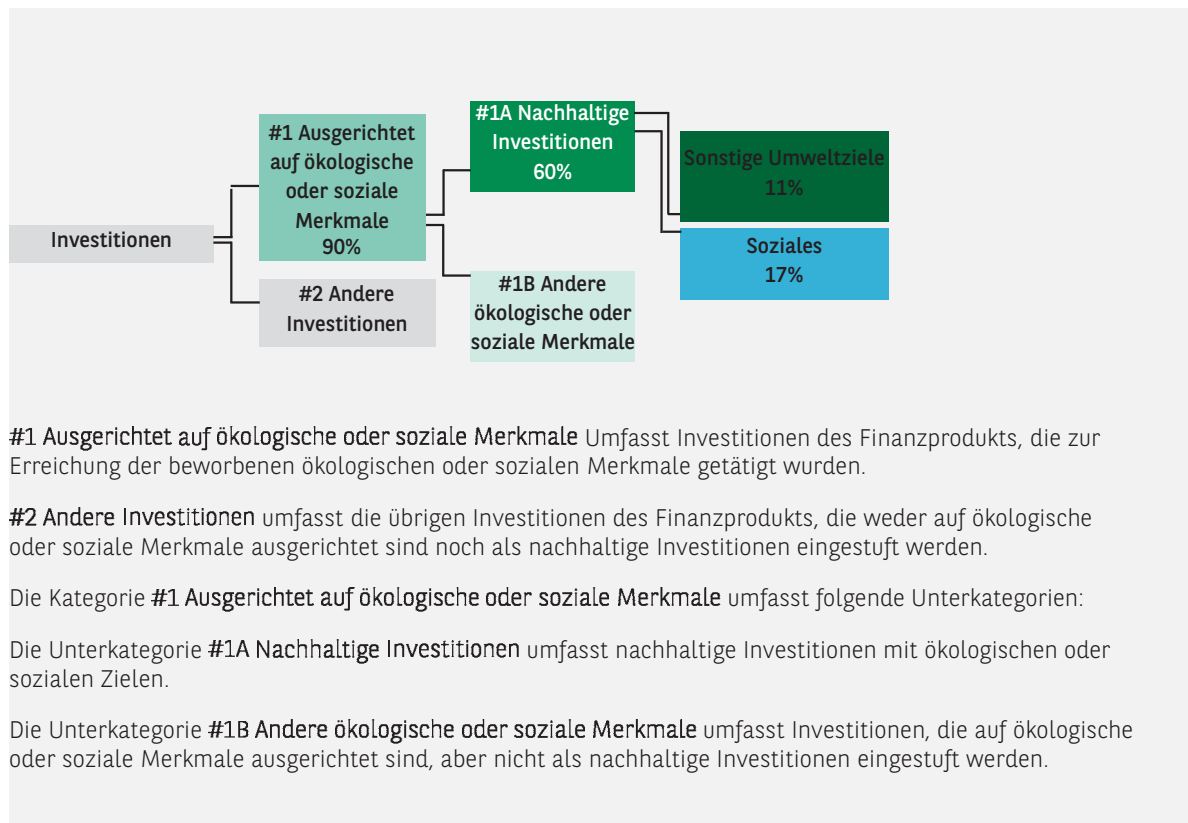 Investitionen
#1 Ausgerichtet
auf ökologische
oder soziale
Merkmale
90%
#2 Andere
Investitionen
#1A Nachhaltige
Investitionen
60%
#1B Andere
ökologische oder
soziale Merkmale
Sonstige Umweltziele
11%
Soziales
17%
#1 Ausgerichtet auf ökologische oder soziale Merkmale Umfasst Investitionen des Finanzprodukts, die zur
Erreichung der beworbenen ökologischen oder sozialen Merkmale getätigt wurden.
#2 Andere Investitionen umfasst die übrigen Investitionen des Finanzprodukts, die weder auf ökologische
oder soziale Merkmale ausgerichtet sind noch als nachhaltige Investitionen eingestuft werden.
Die Kategorie #1 Ausgerichtet auf ökologische oder soziale Merkmale umfasst folgende Unterkategorien:
Die Unterkategorie #1A Nachhaltige Investitionen umfasst nachhaltige Investitionen mit ökologischen oder
sozialen Zielen.
Die Unterkategorie #1B Andere ökologische oder soziale Merkmale umfasst Investitionen, die auf ökologische
oder soziale Merkmale ausgerichtet sind, aber nicht als nachhaltige Investitionen eingestuft werden.